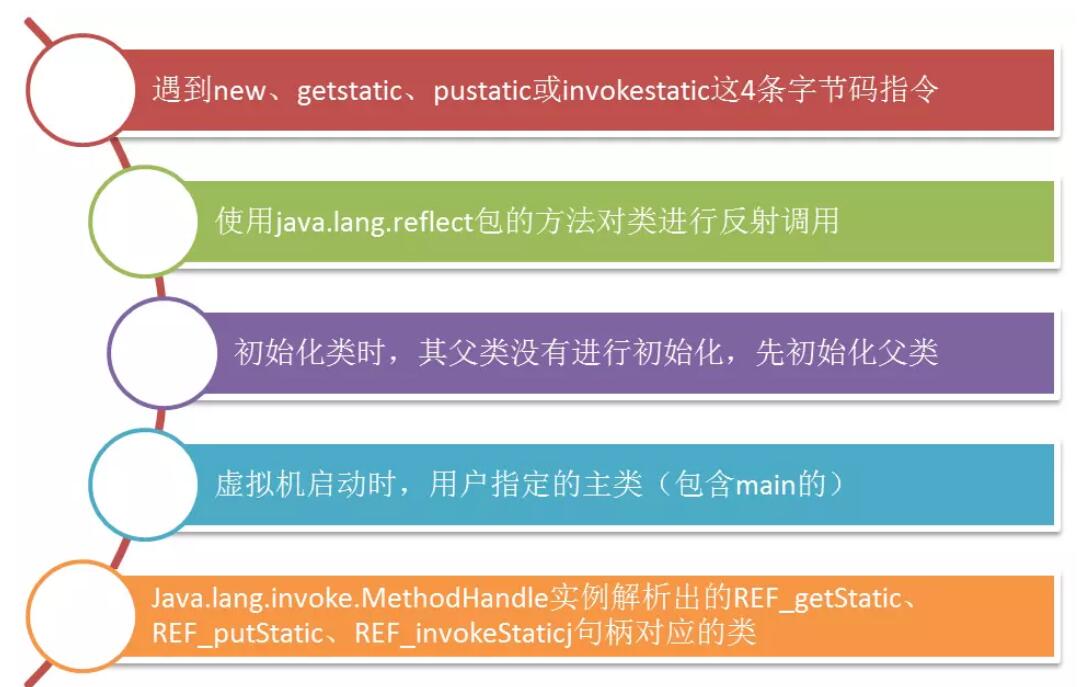 遇到new、getstatic、pustatic或invokestatic这4条字节码指令
使用java.lang.reflect包的方法对类进行反射调用
初始化类时，其父类没有进行初始化，先初始化父类
虚拟机启动时，用户指定的主类（包含main的）
Java.lang.invoke.MethodHandle实例解析出的REF_getStatic、
REF_putStatic、REF_invokeStaticj句柄对应的类